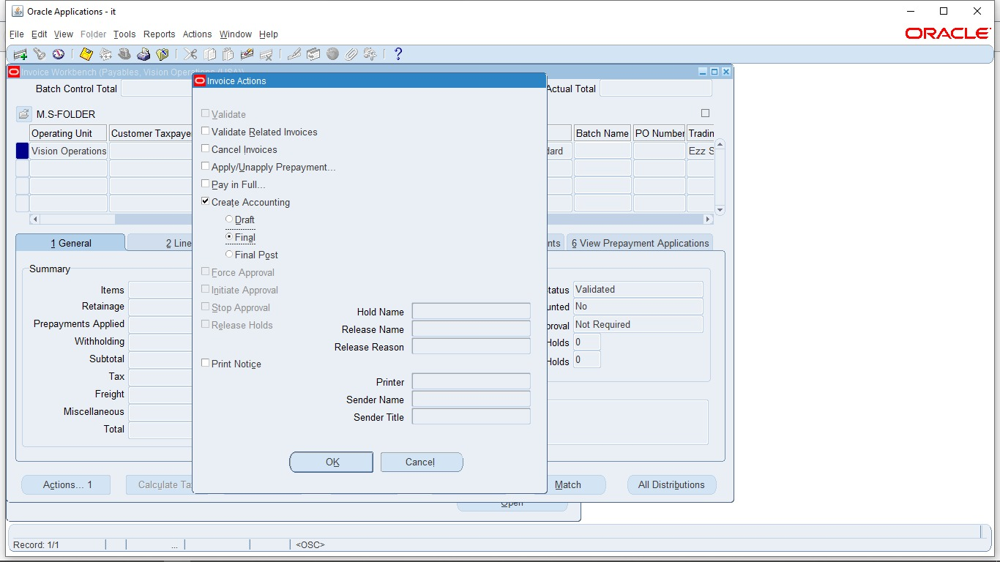 Oracle Applications - it
File Edit View Folder Tools Reports Actions Window Help
ORACLE
Invoice Workbench (Payables, Vision Operations (USA))
Invoice Actions
Batch Control Total
Actual Total
M.S-FOLDER
Operating Unit Customer Taxpaye Batch Name PO Number Tradin
Vision Operations dard Ezz S
Validate
Validate Related Invoices
Cancel Invoices
Apply/Unapply Prepayment...
Pay in Full...
Create Accounting
Draft
Final
Final Post
Force Approval
Initiate Approval
Stop Approval
Release Holds
Hold Name
Release Name
Release Reason
Print Notice
Printer
Sender Name
Sender Title
OK Cancel
1 General 2 Line nts 6 View Prepayment Applications
Summary
Items
Retainage
Prepayments Applied
Withholding
Subtotal
Tax
Freight
Miscellaneous
Total
tatus Validated
unted No
proval Not Required
Holds 0
Holds 0
Actions... 1 Calculate Ta Match All Distributions
Open
Record: 1/1 ... <OSC>